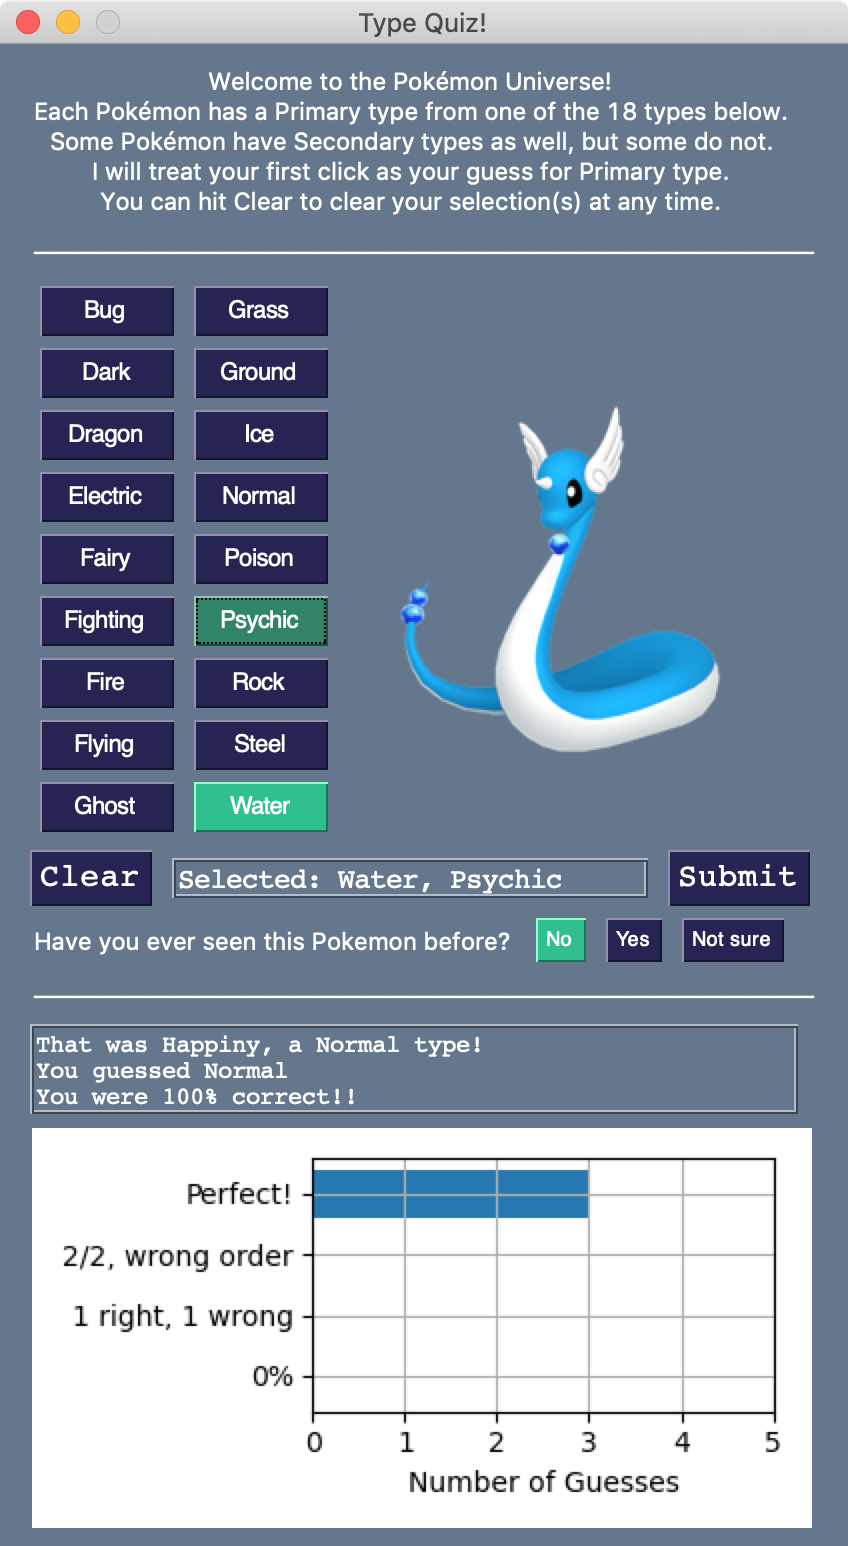 Type Quiz!
Welcome to the Pokémon Universe!
Each Pokémon has a Primary type from one of the 18 types below.
Some Pokémon have Secondary types as well, but some do not.
I will treat your first click as your guess for Primary type.
You can hit Clear to clear your selection(s) at any time.
Bug Grass
Dark Ground
Dragon Ice
Electric Normal
Fairy Poison
Fighting Psychic
Fire Rock
Flying Steel
Ghost Water
Clear Selected: Water, Psychic Submit
Have you ever seen this Pokemon before? No Yes Not sure
That was Happiny, a Normal type!
You guessed Normal
You were 100% correct!!
Perfect!
2/2, wrong order
1 right, 1 wrong
0%
0 1 2 3 4 5
Number of Guesses